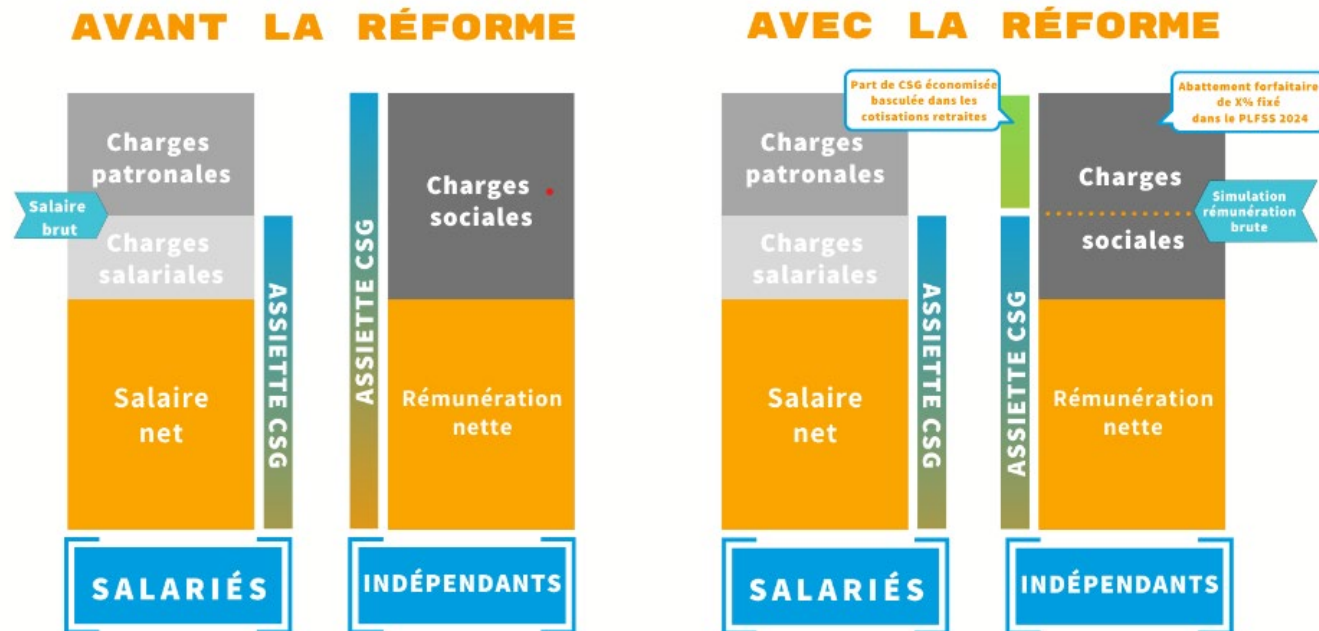 AVANT LA RÉFORME
Charges
patronales
Salaire
brut
Charges
salariales
Salaire
net
ASSIETTE CSG
SALARIÉS
ASSIETTE CSG
Charges
sociales
Rémunération
nette
INDÉPENDANTS
AVEC LA RÉFORME
Charges
patronales
Charges
salariales
Salaire
net
ASSIETTE CSG
SALARIÉS
Part de CSG économisée
basculée dans les
cotisations retraites
ASSIETTE CSG
Abattement forfaitaire
de X% fixé
dans le PLFSS 2024
Charges
sociales
Simulation
rémunération
brute
Rémunération
nette
INDÉPENDANTS